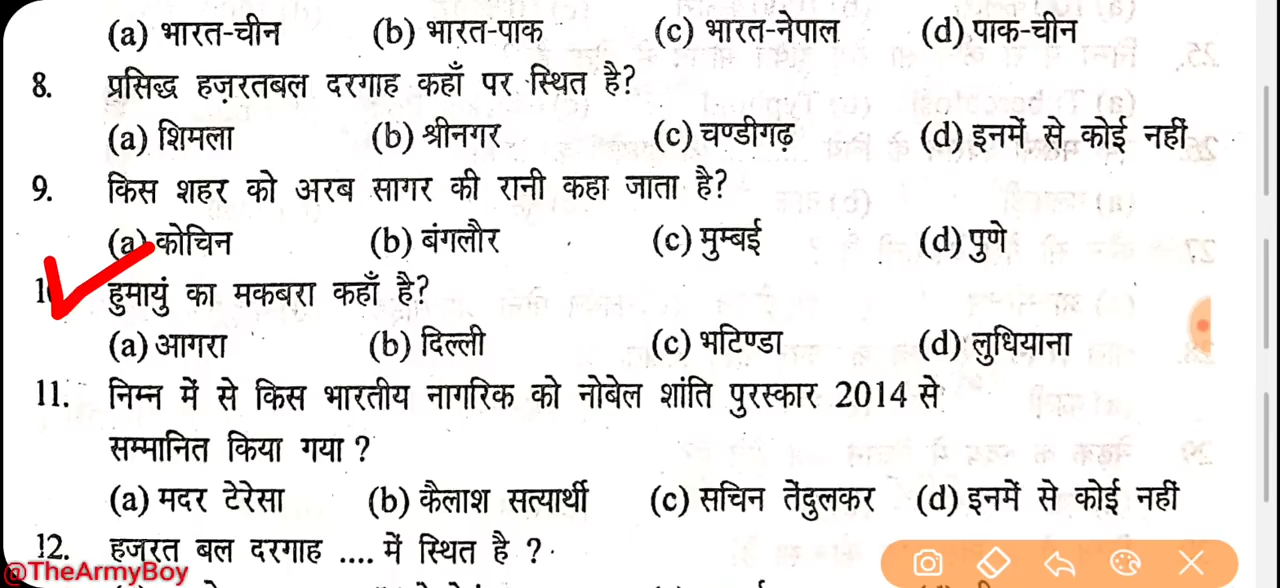 (a) भारत-चीन (b) भारत-पाक (c) भारत-नेपाल (d) पाक-चीन
8. प्रसिद्ध हज़रतबल दरगाह कहाँ पर स्थित है?
(a) शिमला (b) श्रीनगर (c) चण्डीगढ़ (d) इनमें से कोई नहीं
9. किस शहर को अरब सागर की रानी कहा जाता है?
(a) कोचिन (b) बंगलौर (c) मुम्बई (d) पुणे
हुमायुं का मकबरा कहाँ है?
(a) आगरा (b) दिल्ली (c) भटिण्डा (d) लुधियाना
11. निम्न में से किस भारतीय नागरिक को नोबेल शांति पुरस्कार 2014 से
सम्मानित किया गया ?
(a) मदर टेरेसा (b) कैलाश सत्यार्थी (c) सचिन तेंदुलकर (d) इनमें से कोई नहीं
12. हजरत बल दरगाह .... में स्थित है ?
@TheArmyBoy